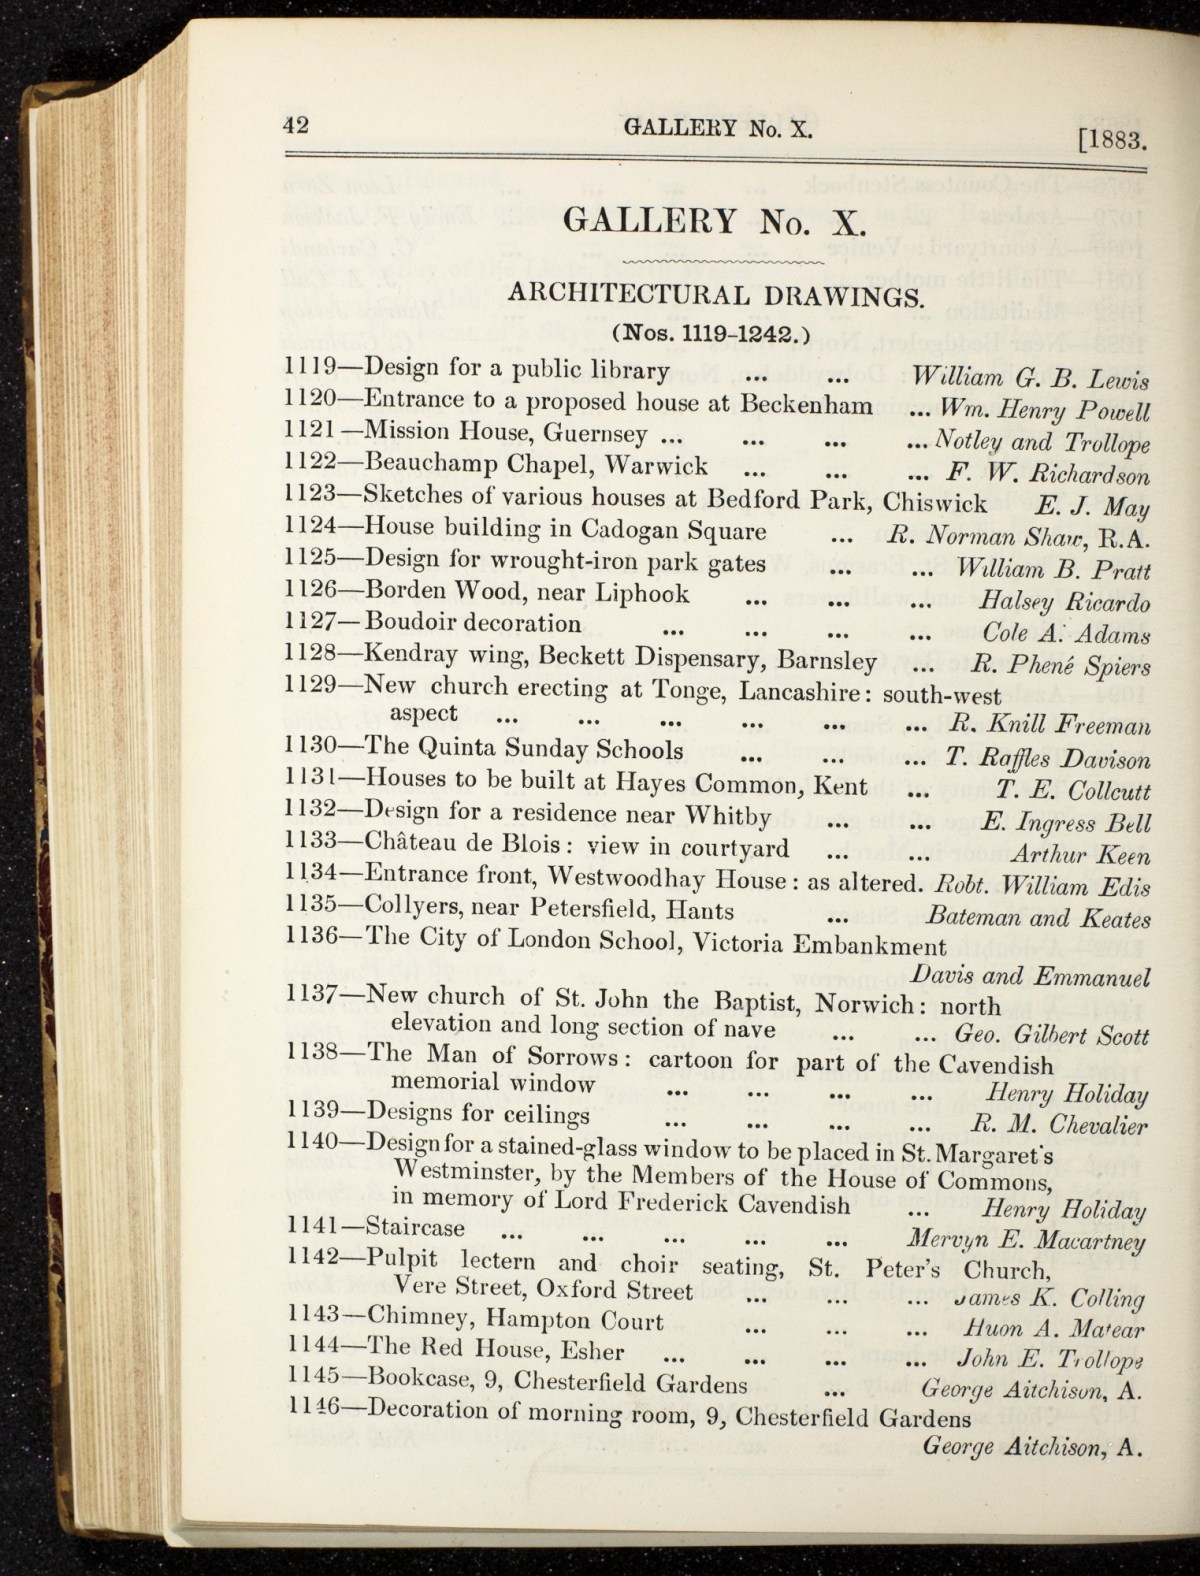 42 GALLERY No. X. [1883.
GALLERY No. X.
ARCHITECTURAL DRAWINGS.
(Nos. 1119-1242.)
1119—Design for a public library ... ... William G. B. Lewis
1120—Entrance to a proposed house at Beckenham ... Wm. Henry Powell
1121—Mission House, Guernsey ... ... ... ... Notley and Trollope
1122—Beauchamp Chapel, Warwick ... ... ... F. W. Richardson
1123—Sketches of various houses at Bedford Park, Chiswick E. J. May
1124—House building in Cadogan Square ... R. Norman Shaw, R.A.
1125—Design for wrought-iron park gates ... ... William B. Pratt
1126—Borden Wood, near Liphook ... ... ... Halsey Ricardo
1127—Boudoir decoration ... ... ... ... Cole A. Adams
1128—Kendray wing, Beckett Dispensary, Barnsley ... R. Phené Spiers
1129—New church erecting at Tonge, Lancashire: south-west
aspect ... ... ... ... ... ... R. Knill Freeman
1130—The Quinta Sunday Schools ... ... ... T. Raffles Davison
1131—Houses to be built at Hayes Common, Kent ... T. E. Collcutt
1132—Design for a residence near Whitby ... ... E. Ingress Bell
1133—Château de Blois: view in courtyard ... ... Arthur Keen
1134—Entrance front, Westwoodhay House: as altered. Robt. William Edis
1135—Collyers, near Petersfield, Hants ... Bateman and Keates
1136—The City of London School, Victoria Embankment
Davis and Emmanuel
1137—New church of St. John the Baptist, Norwich: north
elevation and long section of nave ... ... Geo. Gilbert Scott
1138—The Man of Sorrows: cartoon for part of the Cavendish
memorial window ... ... ... ... Henry Holiday
1139—Designs for ceilings ... ... ... ... R. M. Chevalier
1140—Design for a stained-glass window to be placed in St. Margaret's
Westminster, by the Members of the House of Commons,
in memory of Lord Frederick Cavendish ... Henry Holiday
1141—Staircase ... ... ... ... ... Mervyn E. Macartney
1142—Pulpit lectern and choir seating, St. Peter's Church,
Vere Street, Oxford Street ... ... ... James K. Colling
1143—Chimney, Hampton Court ... ... ... Huon A. Matear
1144—The Red House, Esher ... ... ... ... John E. Trollope
1145—Bookcase, 9, Chesterfield Gardens ... George Aitchison, A.
1146—Decoration of morning room, 9, Chesterfield Gardens
George Aitchison, A.